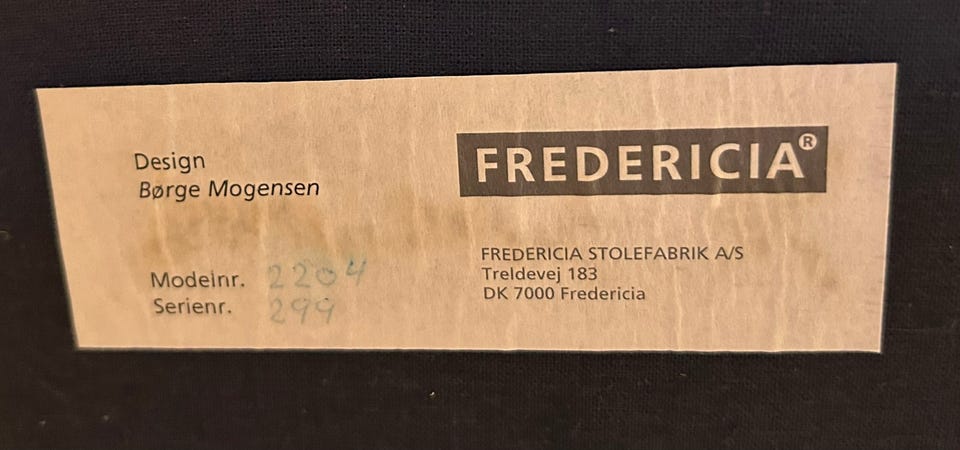 Design
Børge Mogensen
Modelnr. 2204
Serienr. 299
FREDERICIA®
FREDERICIA STOLEFABRIK A/S
Treldevej 183
DK 7000 Fredericia